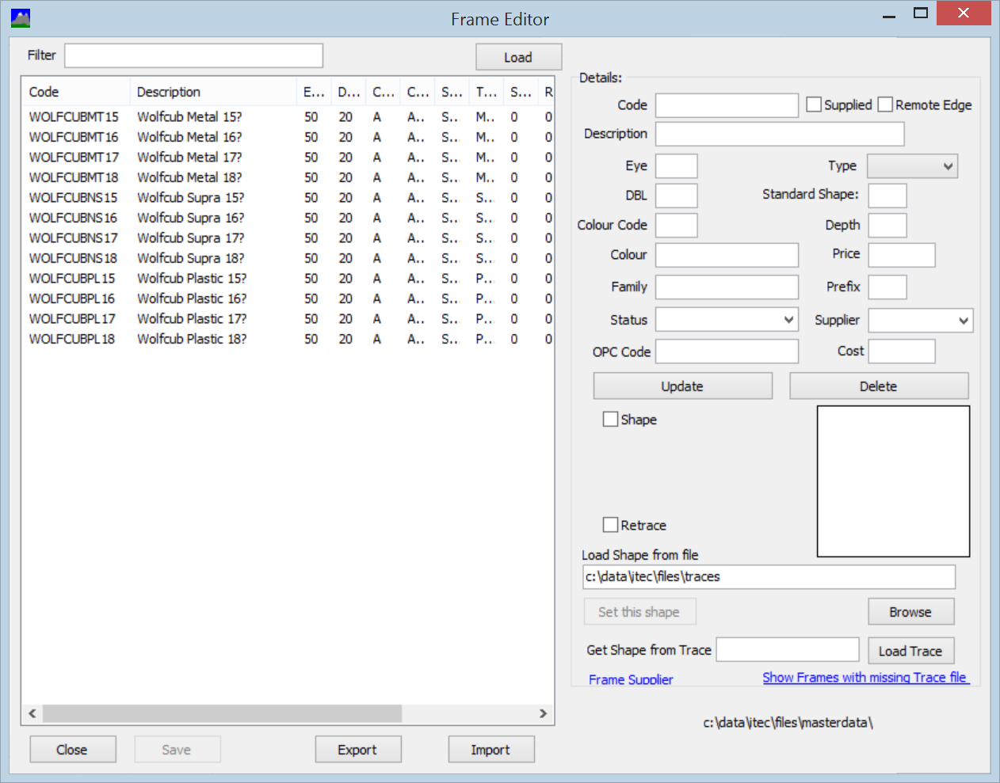 Frame Editor
Filter
Load
Code Description E... D... C... C... S... T... S... R
WOLFCUBMT15 Wolfcub Metal 15? 50 20 A A.. S... M.. 0 0
WOLFCUBMT16 Wolfcub Metal 16? 50 20 A A.. S... M.. 0 0
WOLFCUBMT17 Wolfcub Metal 17? 50 20 A A.. S... M.. 0 0
WOLFCUBMT18 Wolfcub Metal 18? 50 20 A A.. S... M.. 0 0
WOLFCUBNS15 Wolfcub Supra 15? 50 20 A A.. S... S... 0 0
WOLFCUBNS16 Wolfcub Supra 16? 50 20 A A.. S... S... 0 0
WOLFCUBNS17 Wolfcub Supra 17? 50 20 A A.. S... S... 0 0
WOLFCUBNS18 Wolfcub Supra 18? 50 20 A A.. S... S... 0 0
WOLFCUBPL15 Wolfcub Plastic 15? 50 20 A A.. S... P... 0 0
WOLFCUBPL16 Wolfcub Plastic 16? 50 20 A A.. S... P... 0 0
WOLFCUBPL17 Wolfcub Plastic 17? 50 20 A A.. S... P... 0 0
WOLFCUBPL18 Wolfcub Plastic 18? 50 20 A A.. S... P... 0 0
Close Save Export Import
Details:
Code Supplied Remote Edge
Description
Eye Type
DBL Standard Shape:
Colour Code Depth
Colour Price
Family Prefix
Status Supplier
OPC Code Cost
Update Delete
Shape
Retrace
Load Shape from file
c:\data\itec\files\traces
Set this shape Browse
Get Shape from Trace Load Trace
Frame Supplier Show Frames with missing Trace file
c:\data\itec\files\masterdata\